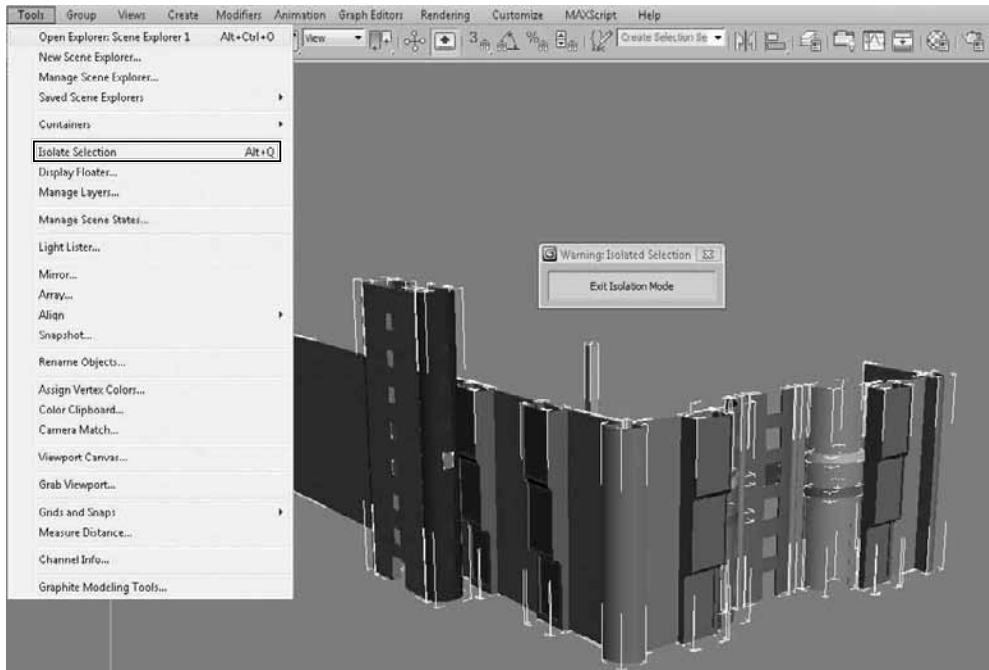 Tools Group Views Create Modifiers Animation Graph Editors Rendering Customize MAXScript Help
Open Explorer: Scene Explorer 1 Alt+Ctrl+O
View
3
%
Create Selection Se
New Scene Explorer...
Manage Scene Explorer...
Saved Scene Explorers
Containers
Isolate Selection Alt+Q
Display Floater...
Manage Layers...
Manage Scene States...
Light Lister...
Mirror...
Array...
Align
Snapshot...
Rename Objects...
Assign Vertex Colors...
Color Clipboard...
Camera Match...
Viewport Canvas...
Grab Viewport...
Grids and Snaps
Measure Distance...
Channel Info...
Graphite Modeling Tools...
Warning: Isolated Selection
Exit Isolation Mode